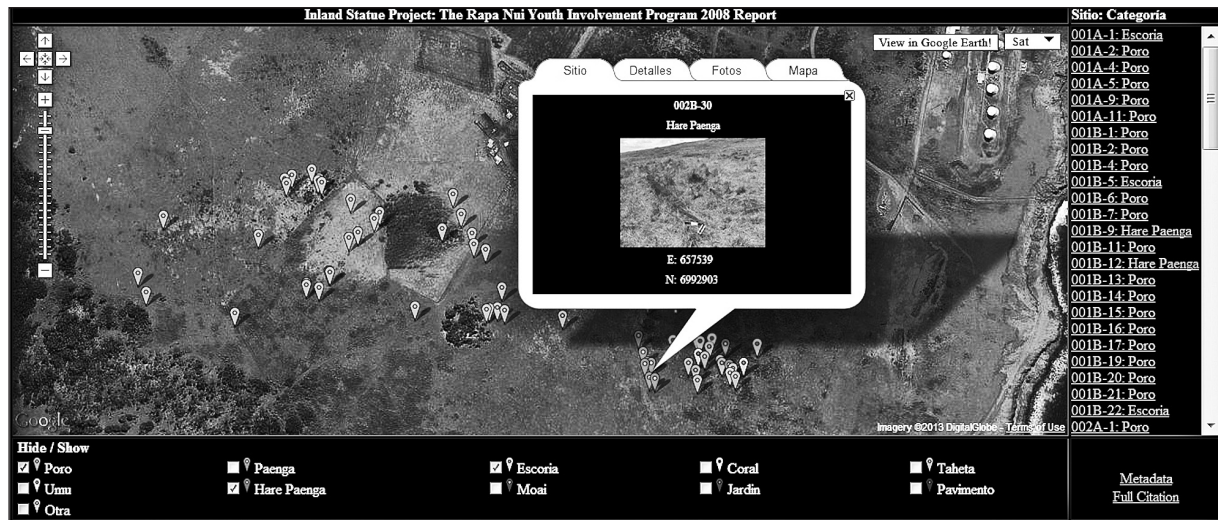 Inland Statue Project: The Rapa Nui Youth Involvement Program 2008 Report
View in Google Earth!
Sat
Sitio
Detalles
Fotos
Mapa
002B-30
Hare Paenga
E: 657539
N: 6992903
Google
Imagery ©2013 DigitalGlobe - Terms of Use
Sitio: Categoría
001A-1: Escoria
001A-2: Poro
001A-4: Poro
001A-5: Poro
001A-9: Poro
001A-11: Poro
001B-1: Poro
001B-2: Poro
001B-4: Poro
001B-5: Escoria
001B-6: Poro
001B-7: Poro
001B-9: Hare Paenga
001B-11: Poro
001B-12: Hare Paenga
001B-13: Poro
001B-14: Poro
001B-15: Poro
001B-16: Poro
001B-17: Poro
001B-19: Poro
001B-20: Poro
001B-21: Poro
001B-22: Escoria
002A-1: Poro
Hide / Show
Poro
Paenga
Escoria
Coral
Taheta
Umu
Hare Paenga
Moai
Jardin
Pavimento
Otra
Metadata
Full Citation